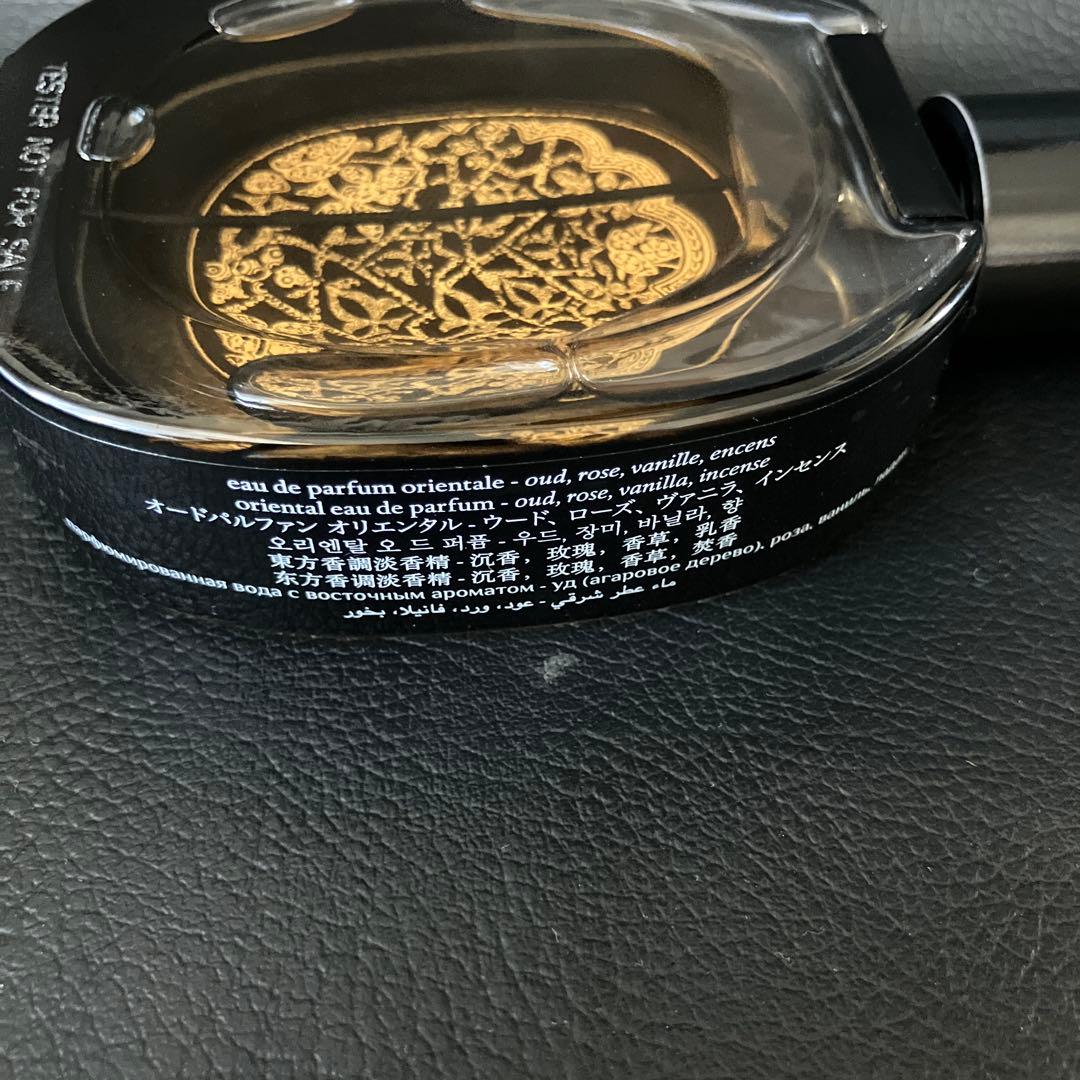 TESTER NOT FOR SALE
eau de parfum orientale - oud, rose, vanille, encens
oriental eau de parfum - oud, rose, vanilla, incense
オードパルファン オリエンタル - ウード、ローズ、ヴァニラ、インセンス
오리엔탈 오 드 퍼퓸 - 우드, 장미, 바닐라, 향
東方香調淡香精 - 沉香，玫瑰，香草，乳香
东方香调淡香精 - 沉香，玫瑰，香草，焚香
вода с восточным ароматом - уд (агаровое дерево), роза, ваниль,
ماء عطر شرقي - عود، ورد، فانيلا، بخور